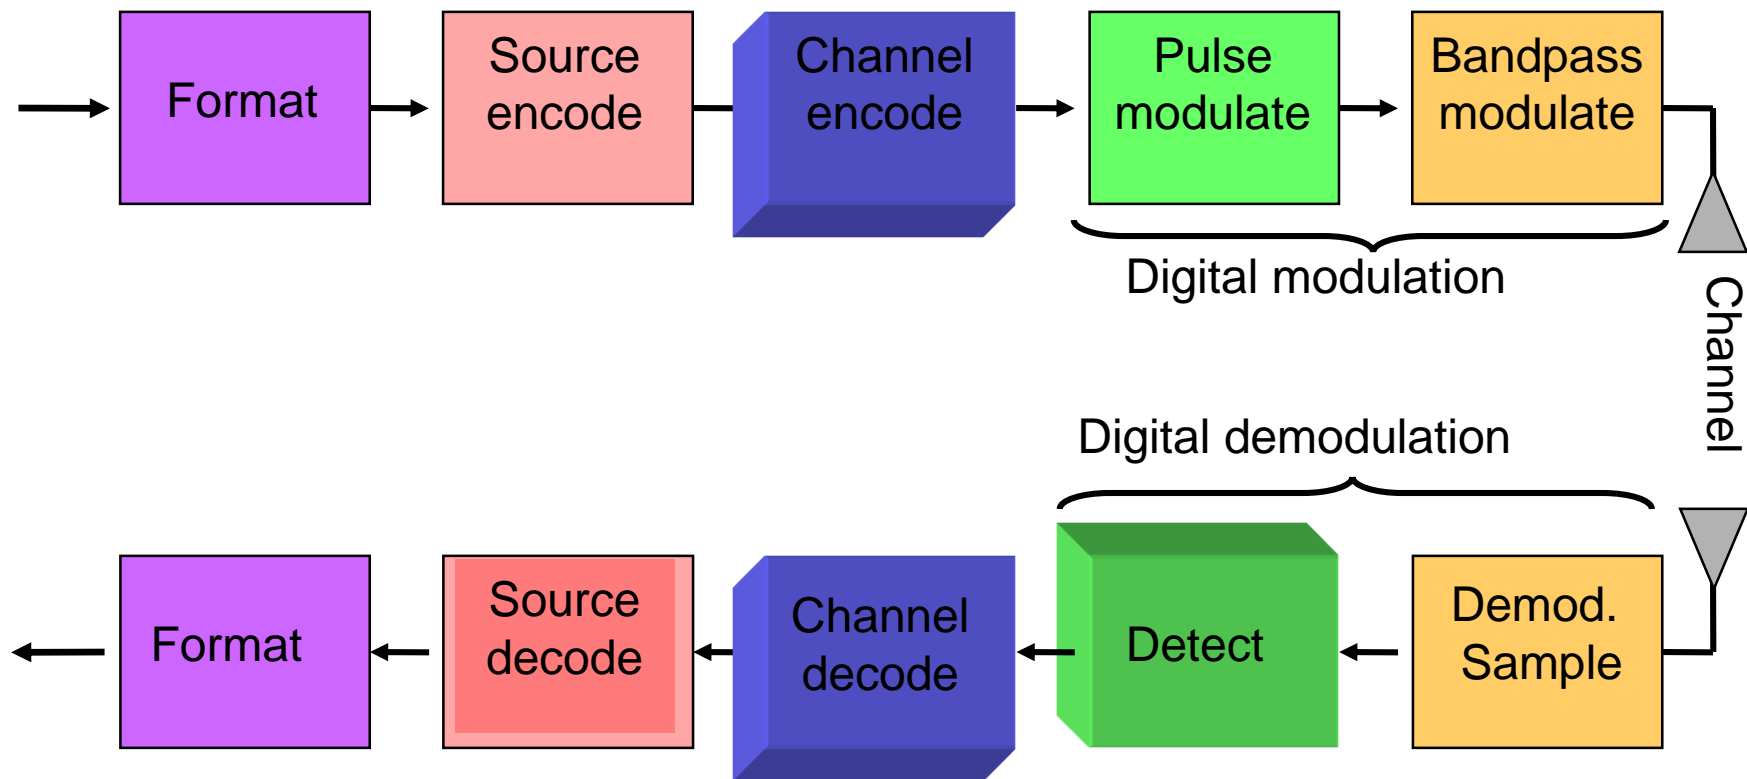 Format
Source
encode
Channel
encode
Pulse
modulate
Bandpass
modulate
Digital modulation
Channel
Digital demodulation
Format
Source
decode
Channel
decode
Detect
Demod.
Sample